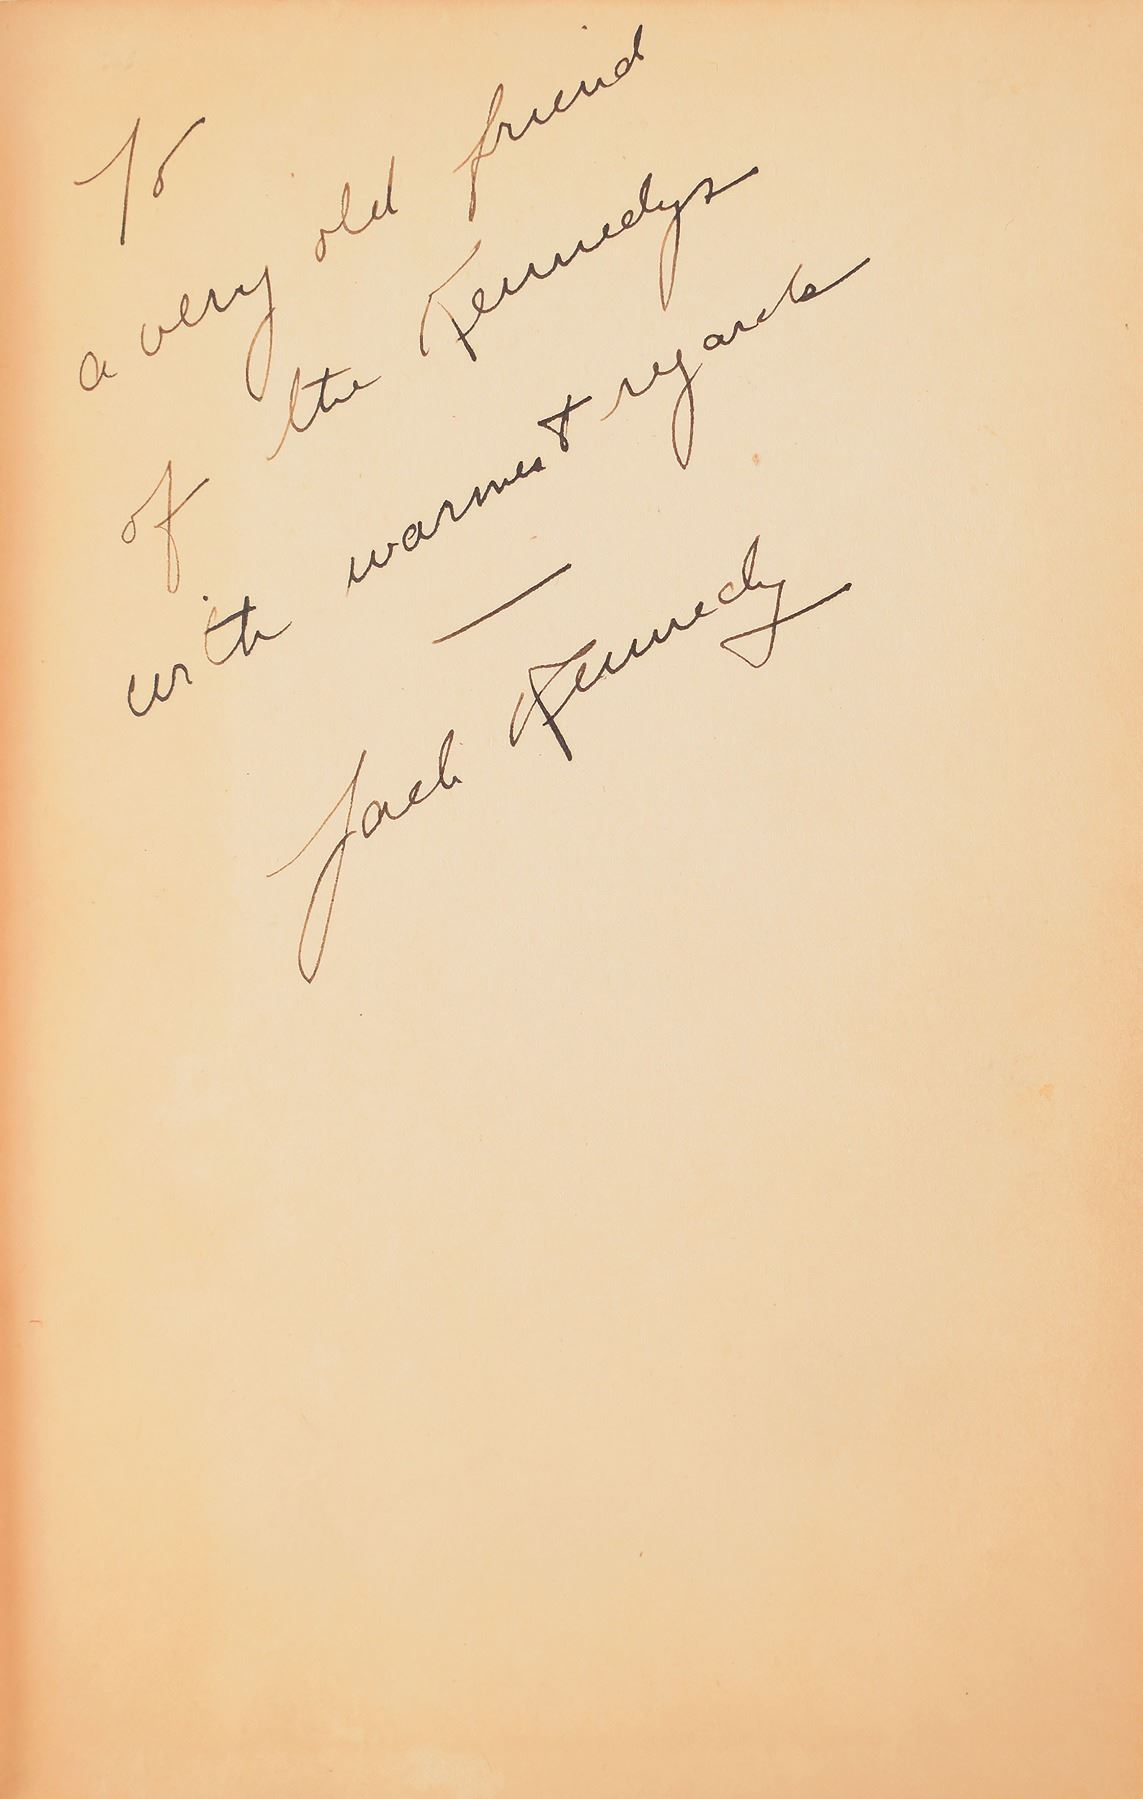 To
a very old friend
of the Kennedys
with warmest regards
—
Jack Kennedy